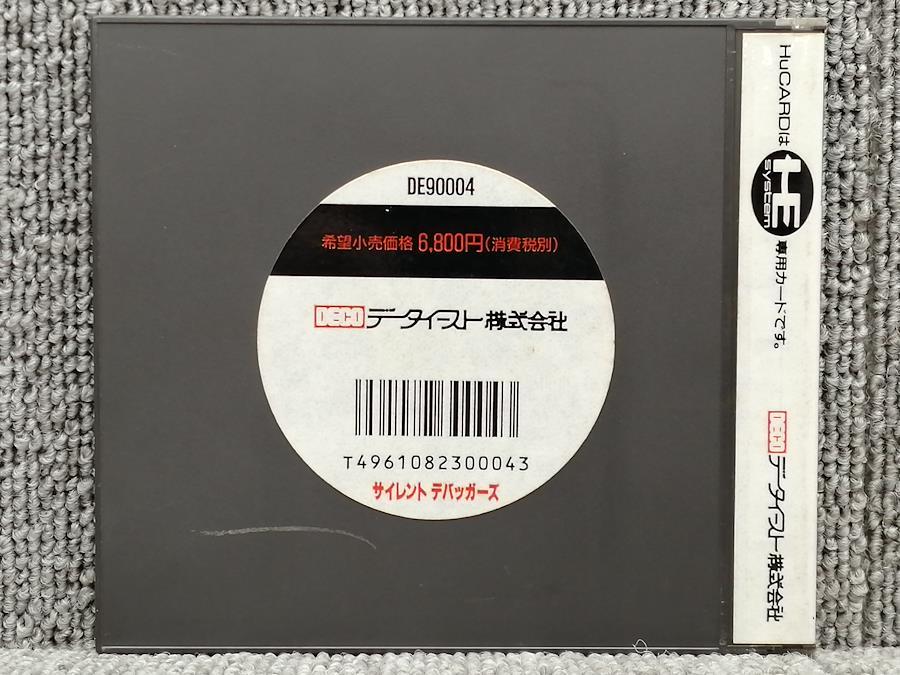 DE90004
希望小売価格 6,800円(消費税別)
DECO データイースト株式会社
T4961082300043
サイレント デバッガーズ
HuCARDは HE system 専用カードです。
DECO データイースト株式会社